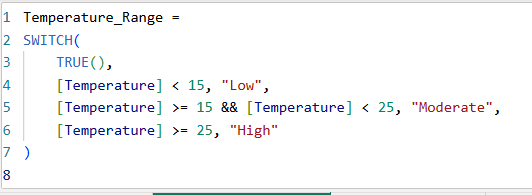 1 Temperature_Range =
2 SWITCH(
3 TRUE(),
4 [Temperature] < 15, "Low",
5 [Temperature] >= 15 && [Temperature] < 25, "Moderate",
6 [Temperature] >= 25, "High"
7 )
8